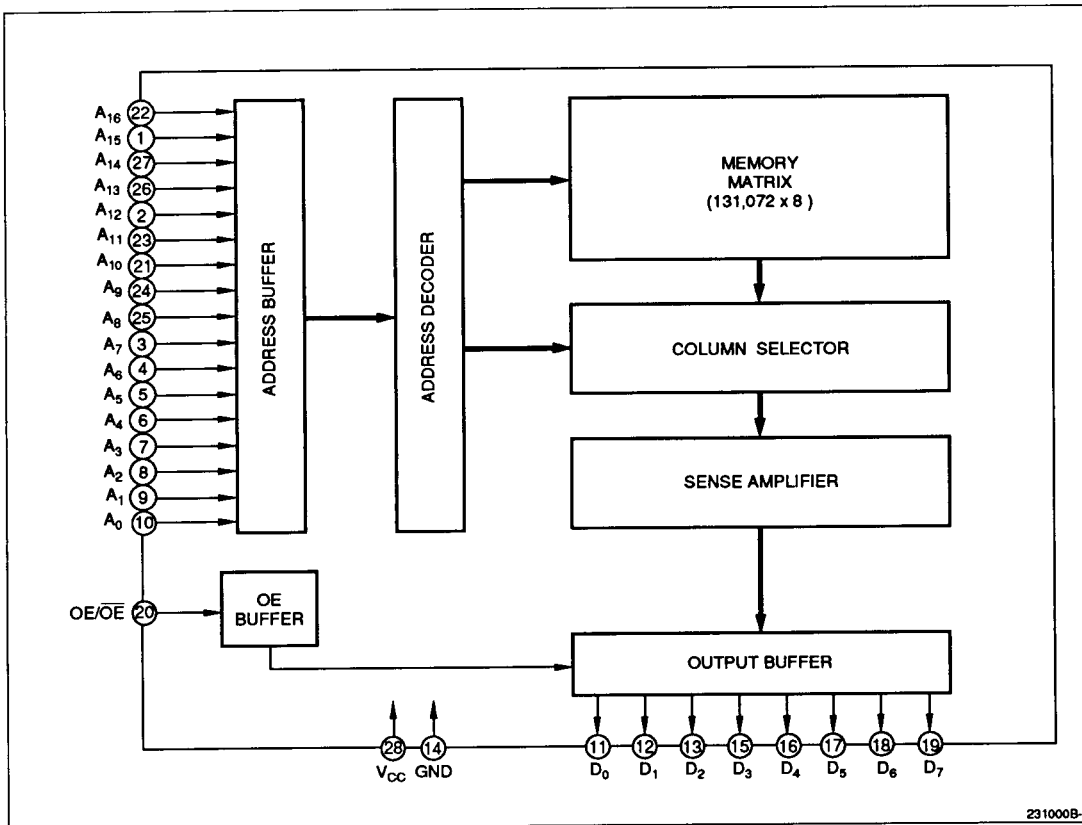 A16 22
A15 1
A14 27
A13 26
A12 2
A11 23
A10 21
A9 24
A8 25
A7 3
A6 4
A5 5
A4 6
A3 7
A2 8
A1 9
A0 10
ADDRESS BUFFER
ADDRESS DECODER
MEMORY
MATRIX
(131,072 x 8 )
COLUMN SELECTOR
SENSE AMPLIFIER
OE/O̅E̅ 20
OE
BUFFER
OUTPUT BUFFER
28 14 11 12 13 15 16 17 18 19
VCC GND D0 D1 D2 D3 D4 D5 D6 D7
231000B-